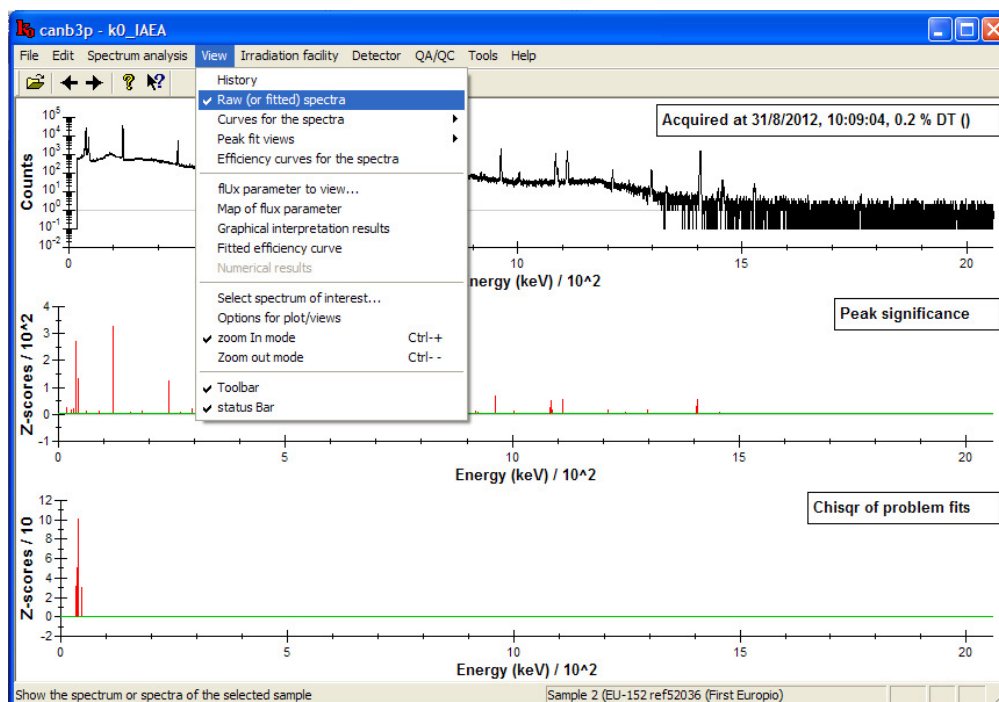 canb3p - k0_IAEA
File Edit Spectrum analysis View Irradiation facility Detector QA/QC Tools Help
History
Raw (or fitted) spectra
Curves for the spectra
Peak fit views
Efficiency curves for the spectra
flUx parameter to view...
Map of flux parameter
Graphical interpretation results
Fitted efficiency curve
Numerical results
Select spectrum of interest...
Options for plot/views
zoom In mode Ctrl-+
Zoom out mode Ctrl- -
Toolbar
status Bar
Acquired at 31/8/2012, 10:09:04, 0.2 % DT ()
Counts
10^5
10^4
10^3
10^2
10^1
10^0
10^-1
10^-2
0 10 15 20
nergy (keV) / 10^2
Peak significance
Z-scores / 10^2
4
3
2
1
0
-1
0 5 10 15 20
Energy (keV) / 10^2
Chisqr of problem fits
Z-scores / 10
12
10
8
6
4
2
0
-2
0 5 10 15 20
Energy (keV) / 10^2
Show the spectrum or spectra of the selected sample Sample 2 (EU-152 ref52036 (First Europio)